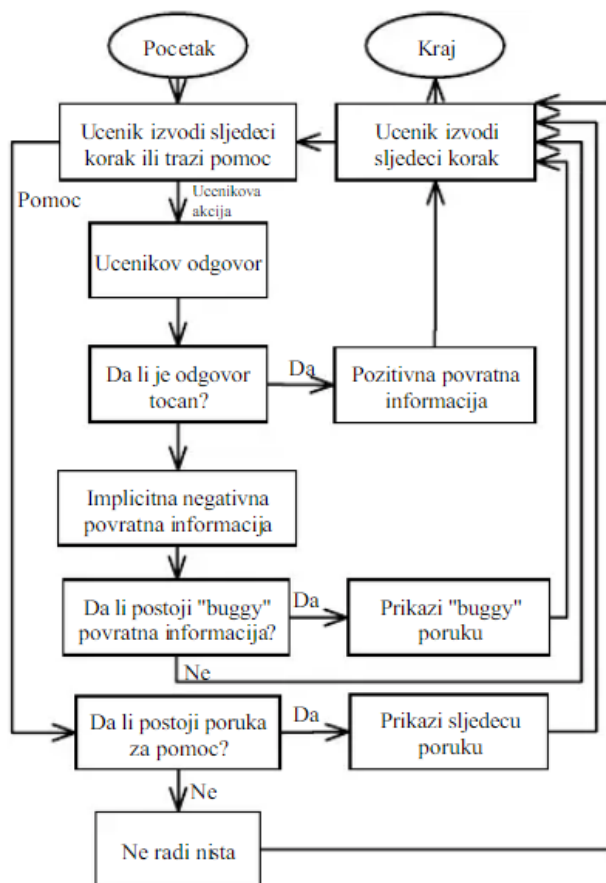 Pocetak
Kraj
Ucenik izvodi sljedeci
korak ili trazi pomoc
Ucenik izvodi
sljedeci korak
Pomoc
Ucenikova
akcija
Ucenikov odgovor
Da li je odgovor
tocan?
Da
Pozitivna povratna
informacija
Implicitna negativna
povratna informacija
Da li postoji "buggy"
povratna informacija?
Da
Prikazi "buggy"
poruku
Ne
Da li postoji poruka
za pomoc?
Da
Prikazi sljedecu
poruku
Ne
Ne radi nista